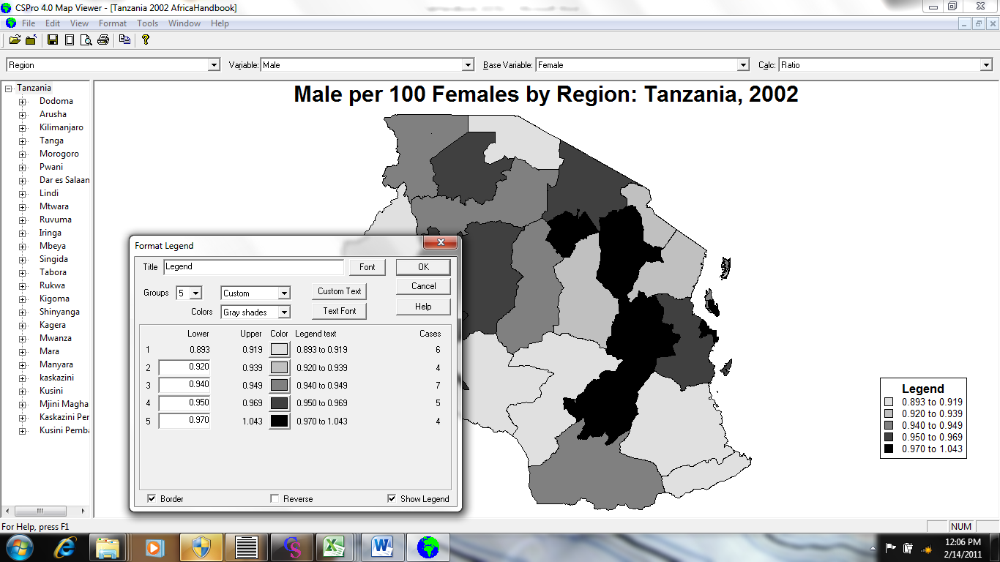 CSPro 4.0 Map Viewer - [Tanzania 2002 AfricaHandbook]
File Edit View Format Tools Window Help
Region Variable: Male Base Variable: Female Calc: Ratio
Tanzania
Dodoma
Arusha
Kilimanjaro
Tanga
Morogoro
Pwani
Dar es Salaan
Lindi
Mtwara
Ruvuma
Iringa
Mbeya
Singida
Tabora
Rukwa
Kigoma
Shinyanga
Kagera
Mwanza
Mara
Manyara
kaskazini
Kusini
Mjini Magha
Kaskazini Per
Kusini Pemba
Male per 100 Females by Region: Tanzania, 2002
Format Legend
Title Legend Font OK
Groups 5 Custom Custom Text Cancel
Colors Gray shades Text Font Help
Lower Upper Color Legend text Cases
1 0.893 0.919 0.893 to 0.919 6
2 0.920 0.939 0.920 to 0.939 4
3 0.940 0.949 0.940 to 0.949 7
4 0.950 0.969 0.950 to 0.969 5
5 0.970 1.043 0.970 to 1.043 4
Border Reverse Show Legend
Legend
0.893 to 0.919
0.920 to 0.939
0.940 to 0.949
0.950 to 0.969
0.970 to 1.043
For Help, press F1 NUM
12:06 PM
2/14/2011